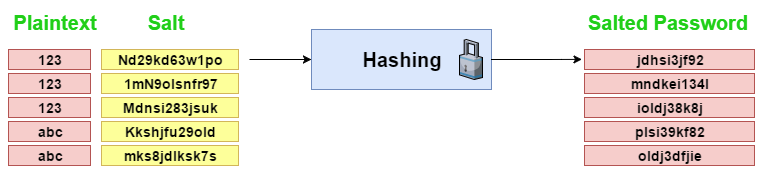 Plaintext Salt Salted Password
123 Nd29kd63w1po jdhsi3jf92
123 1mN9olsnfr97 mndkei134l
123 Mdnsi283jsuk ioldj38k8j
abc Kkshjfu29old plsi39kf82
abc mks8jdlksk7s oldj3dfjie
Hashing